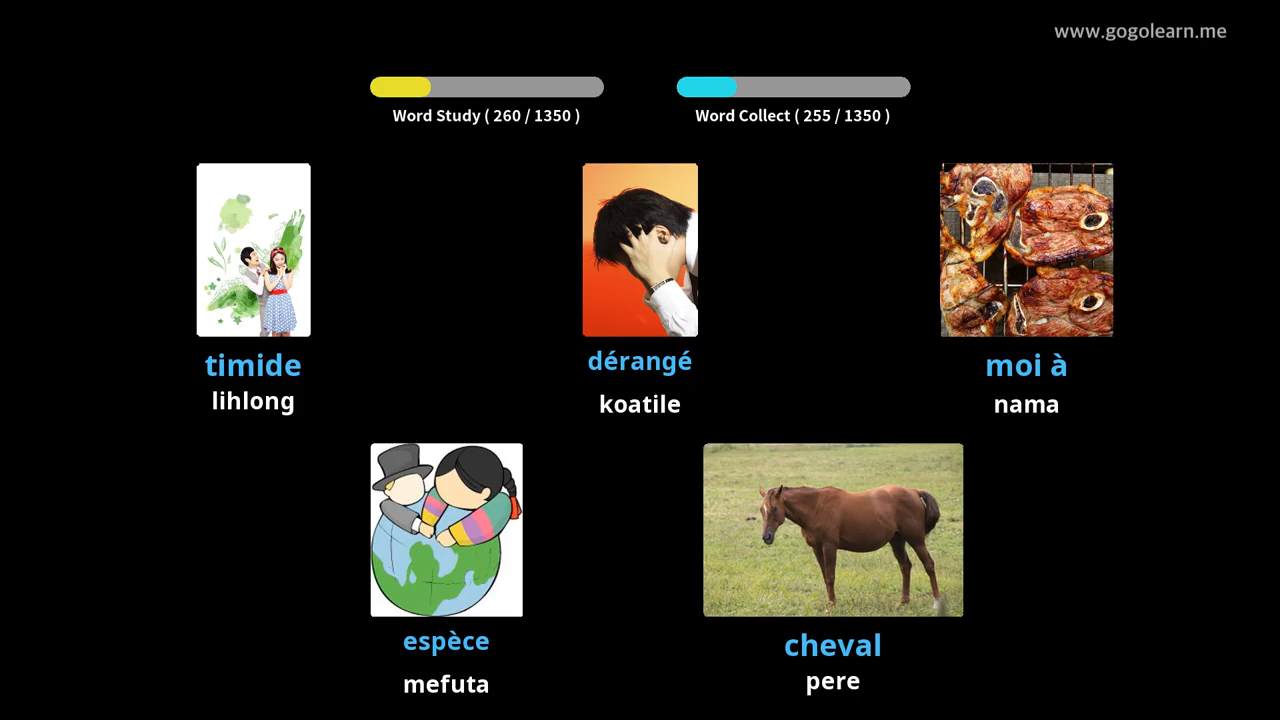 www.gogolearn.me
Word Study ( 260 / 1350 )
Word Collect ( 255 / 1350 )
timide
lihlong
dérangé
koatile
moi à
nama
espèce
mefuta
cheval
pere